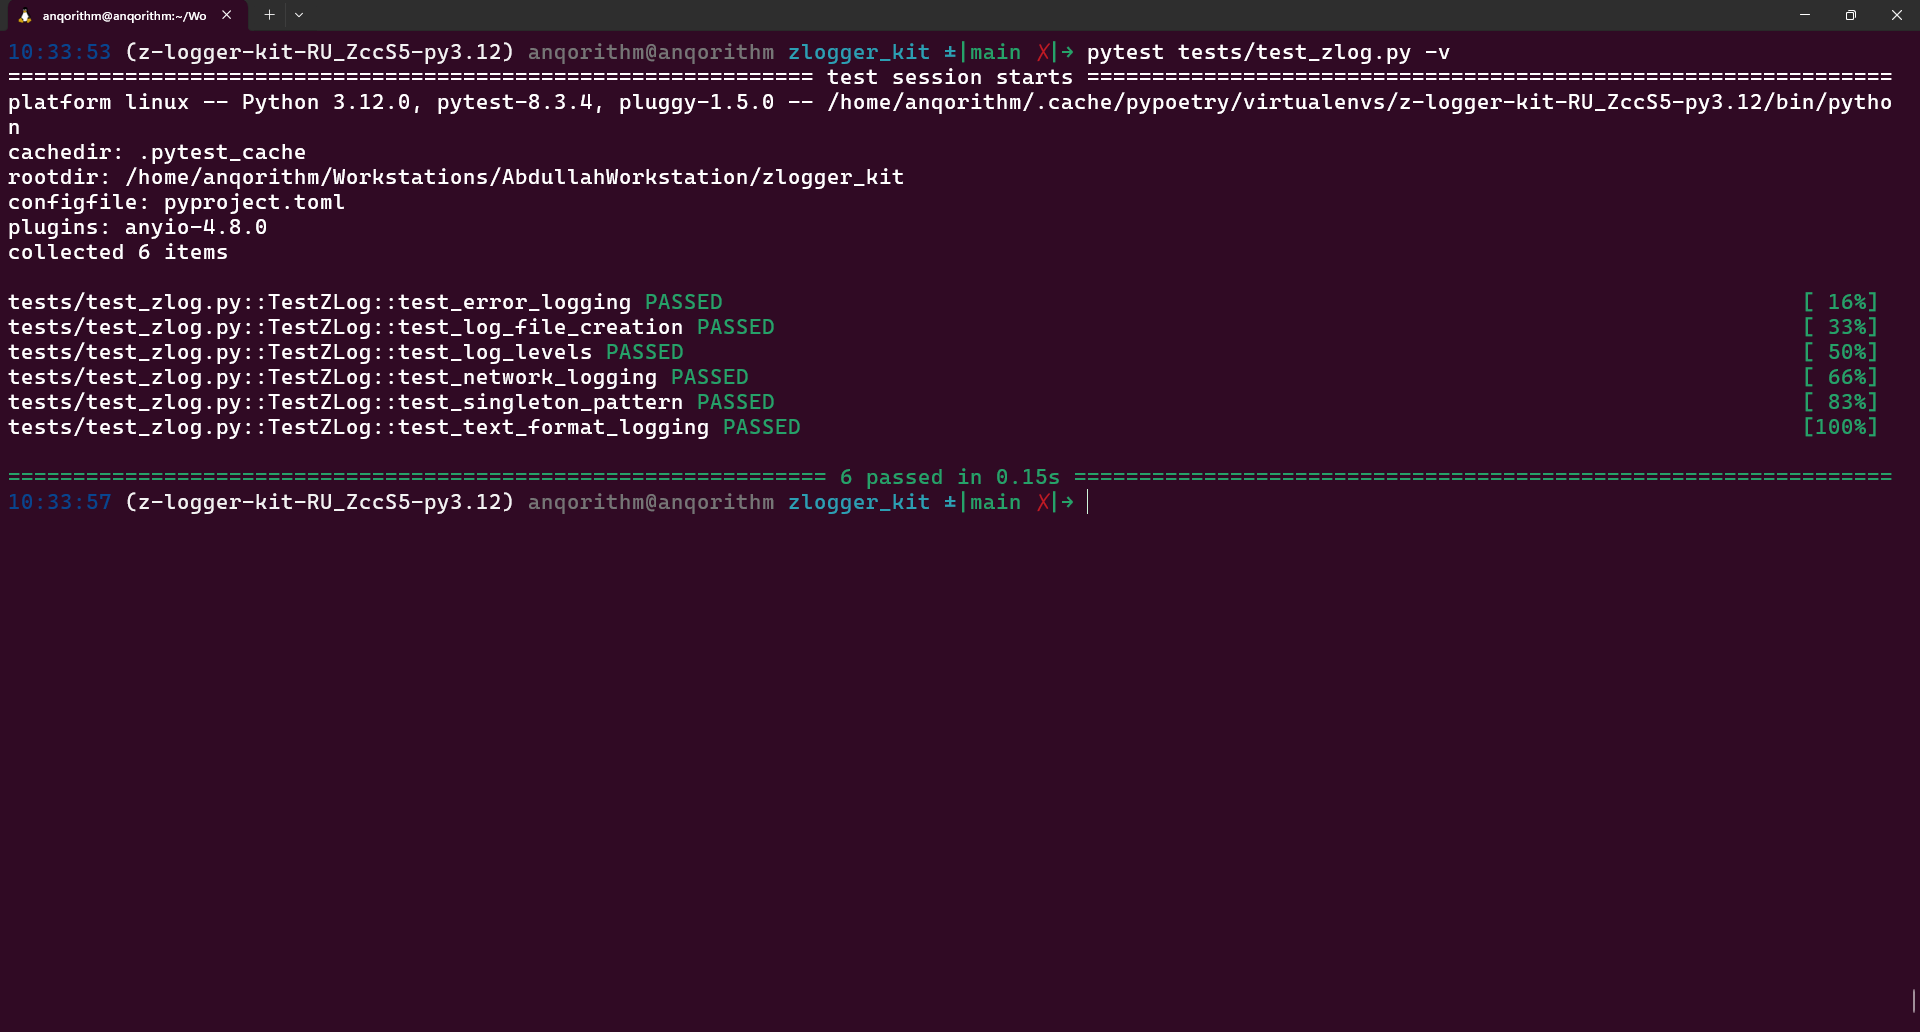 anqorithm@anqorithm:~/Wo
10:33:53 (z-logger-kit-RU_ZccS5-py3.12) anqorithm@anqorithm zlogger_kit ±|main ✗|→ pytest tests/test_zlog.py -v
============================================================== test session starts ==============================================================
platform linux -- Python 3.12.0, pytest-8.3.4, pluggy-1.5.0 -- /home/anqorithm/.cache/pypoetry/virtualenvs/z-logger-kit-RU_ZccS5-py3.12/bin/pytho
n
cachedir: .pytest_cache
rootdir: /home/anqorithm/Workstations/AbdullahWorkstation/zlogger_kit
configfile: pyproject.toml
plugins: anyio-4.8.0
collected 6 items
tests/test_zlog.py::TestZLog::test_error_logging PASSED [ 16%]
tests/test_zlog.py::TestZLog::test_log_file_creation PASSED [ 33%]
tests/test_zlog.py::TestZLog::test_log_levels PASSED [ 50%]
tests/test_zlog.py::TestZLog::test_network_logging PASSED [ 66%]
tests/test_zlog.py::TestZLog::test_singleton_pattern PASSED [ 83%]
tests/test_zlog.py::TestZLog::test_text_format_logging PASSED [100%]
=============================================================== 6 passed in 0.15s ===============================================================
10:33:57 (z-logger-kit-RU_ZccS5-py3.12) anqorithm@anqorithm zlogger_kit ±|main ✗|→